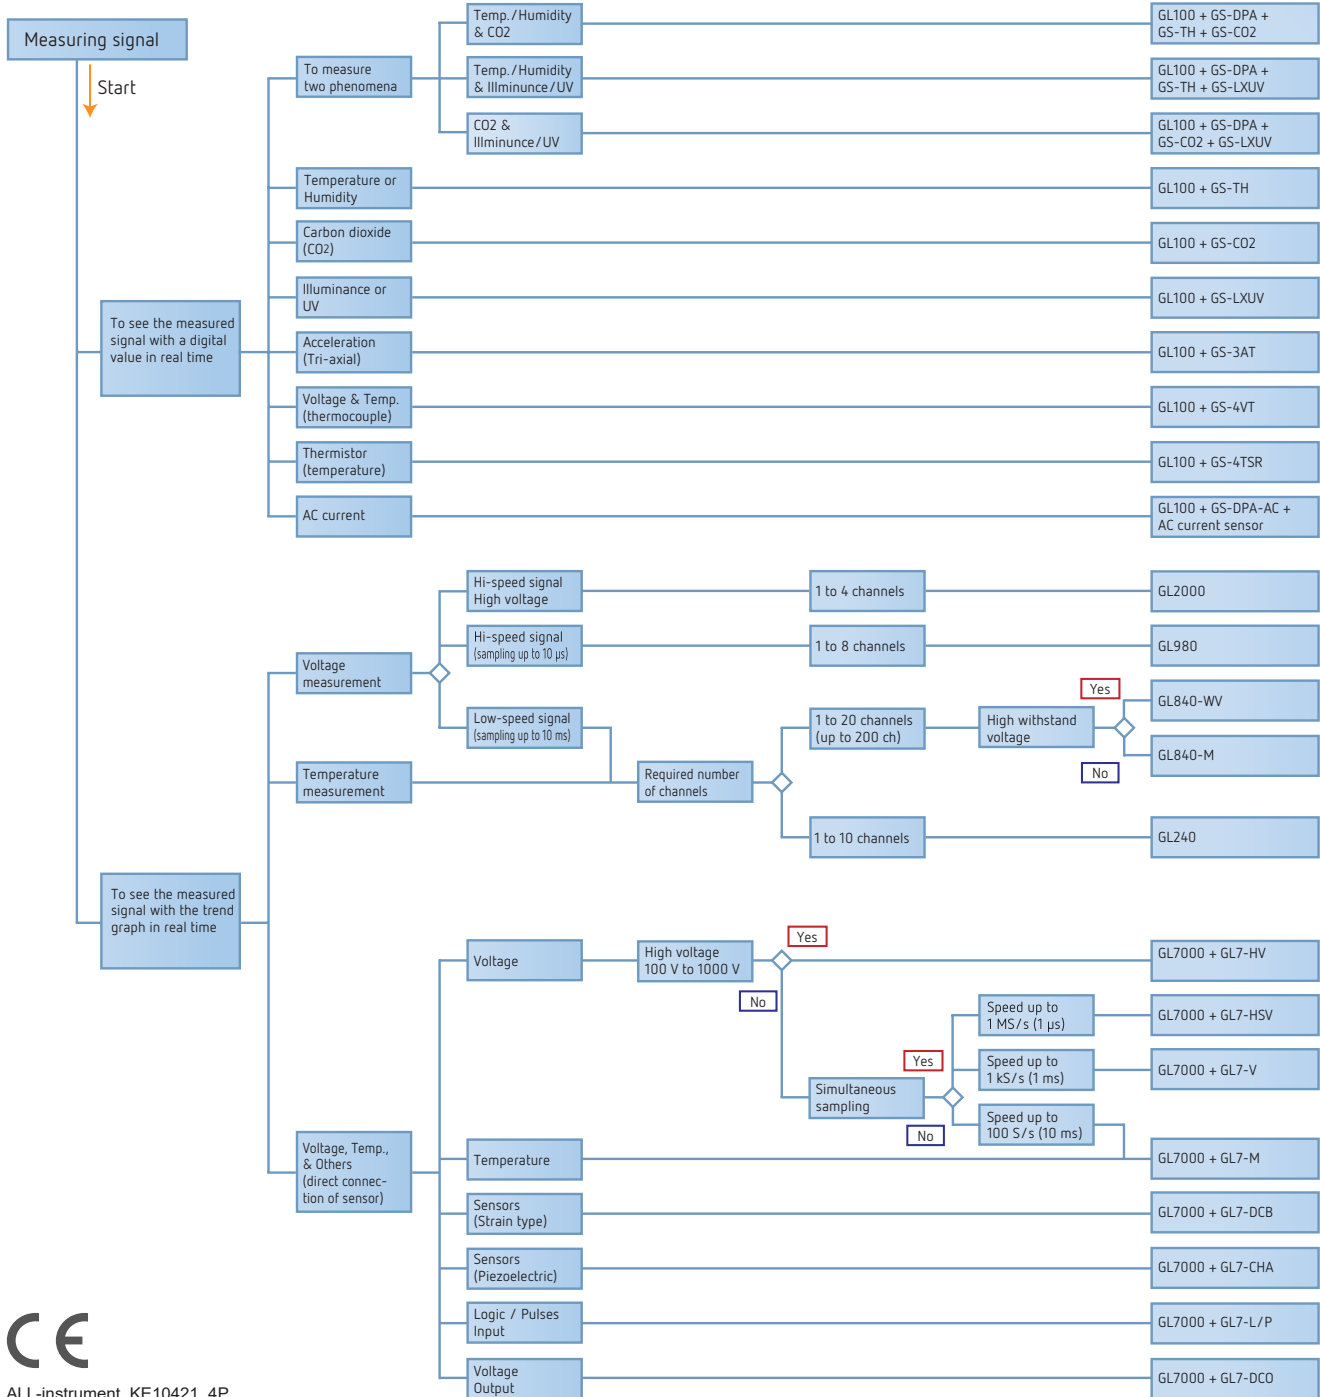 Measuring signal
Start
To see the measured
signal with a digital
value in real time
To measure
two phenomena
Temp./Humidity
& CO2
GL100 + GS-DPA +
GS-TH + GS-CO2
Temp./Humidity
& Illminunce/UV
GL100 + GS-DPA +
GS-TH + GS-LXUV
CO2 &
Illminunce/UV
GL100 + GS-DPA +
GS-CO2 + GS-LXUV
Temperature or
Humidity
GL100 + GS-TH
Carbon dioxide
(CO2)
GL100 + GS-CO2
Illuminance or
UV
GL100 + GS-LXUV
Acceleration
(Tri-axial)
GL100 + GS-3AT
Voltage & Temp.
(thermocouple)
GL100 + GS-4VT
Thermistor
(temperature)
GL100 + GS-4TSR
AC current
GL100 + GS-DPA-AC +
AC current sensor
To see the measured
signal with the trend
graph in real time
Voltage
measurement
Hi-speed signal
High voltage
1 to 4 channels
GL2000
Hi-speed signal
(sampling up to 10 µs)
1 to 8 channels
GL980
Low-speed signal
(sampling up to 10 ms)
Temperature
measurement
Required number
of channels
1 to 20 channels
(up to 200 ch)
High withstand
voltage
Yes
GL840-WV
No
GL840-M
1 to 10 channels
GL240
Voltage, Temp.,
& Others
(direct connec-
tion of sensor)
Voltage
High voltage
100 V to 1000 V
Yes
GL7000 + GL7-HV
No
Simultaneous
sampling
Yes
Speed up to
1 MS/s (1 µs)
GL7000 + GL7-HSV
Speed up to
1 kS/s (1 ms)
GL7000 + GL7-V
No
Speed up to
100 S/s (10 ms)
Temperature
GL7000 + GL7-M
Sensors
(Strain type)
GL7000 + GL7-DCB
Sensors
(Piezoelectric)
GL7000 + GL7-CHA
Logic / Pulses
Input
GL7000 + GL7-L/P
Voltage
Output
GL7000 + GL7-DCO
CE
ALL-instrument_KE10421_4P